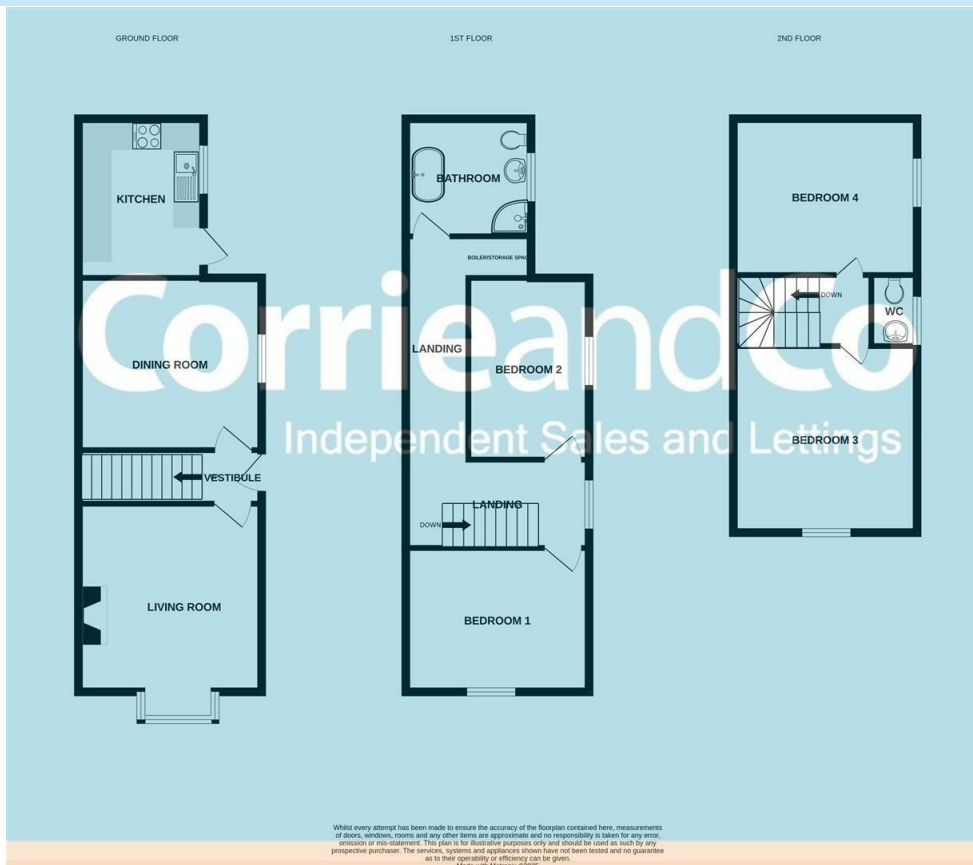 GROUND FLOOR
1ST FLOOR
2ND FLOOR
KITCHEN
BATHROOM
BEDROOM 4
BOILER/STORAGE SPAC
DOWN
WC
CorrieandCo
DINING ROOM
LANDING
BEDROOM 2
Independent Sales and Lettings
BEDROOM 3
VESTIBULE
LANDING
DOWN
LIVING ROOM
BEDROOM 1
Whilst every attempt has been made to ensure the accuracy of the floorplan contained here, measurements
of doors, windows, rooms and any other items are approximate and no responsibility is taken for any error,
omission or mis-statement. This plan is for illustrative purposes only and should be used as such by any
prospective purchaser. The services, systems and appliances shown have not been tested and no guarantee
as to their operability or efficiency can be given.
Made with Metropix ©2025